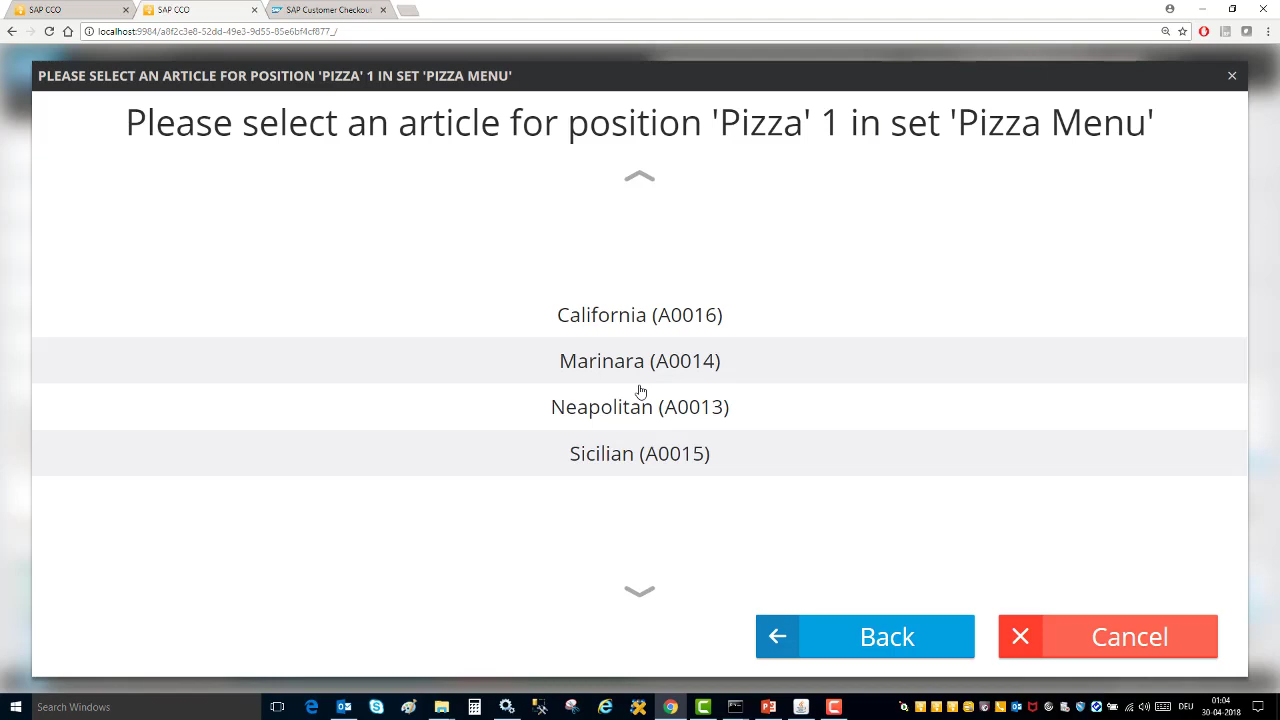 SAP CCO
SAP CCO
SAP Customer Checkout
localhost:9984/a8f2c3e8-52dd-49e3-9d55-85e6bf4cf877_/
PLEASE SELECT AN ARTICLE FOR POSITION 'PIZZA' 1 IN SET 'PIZZA MENU'
Please select an article for position 'Pizza' 1 in set 'Pizza Menu'
California (A0016)
Marinara (A0014)
Neapolitan (A0013)
Sicilian (A0015)
Back
Cancel
Search Windows
DEU
01:04
30-04-2018